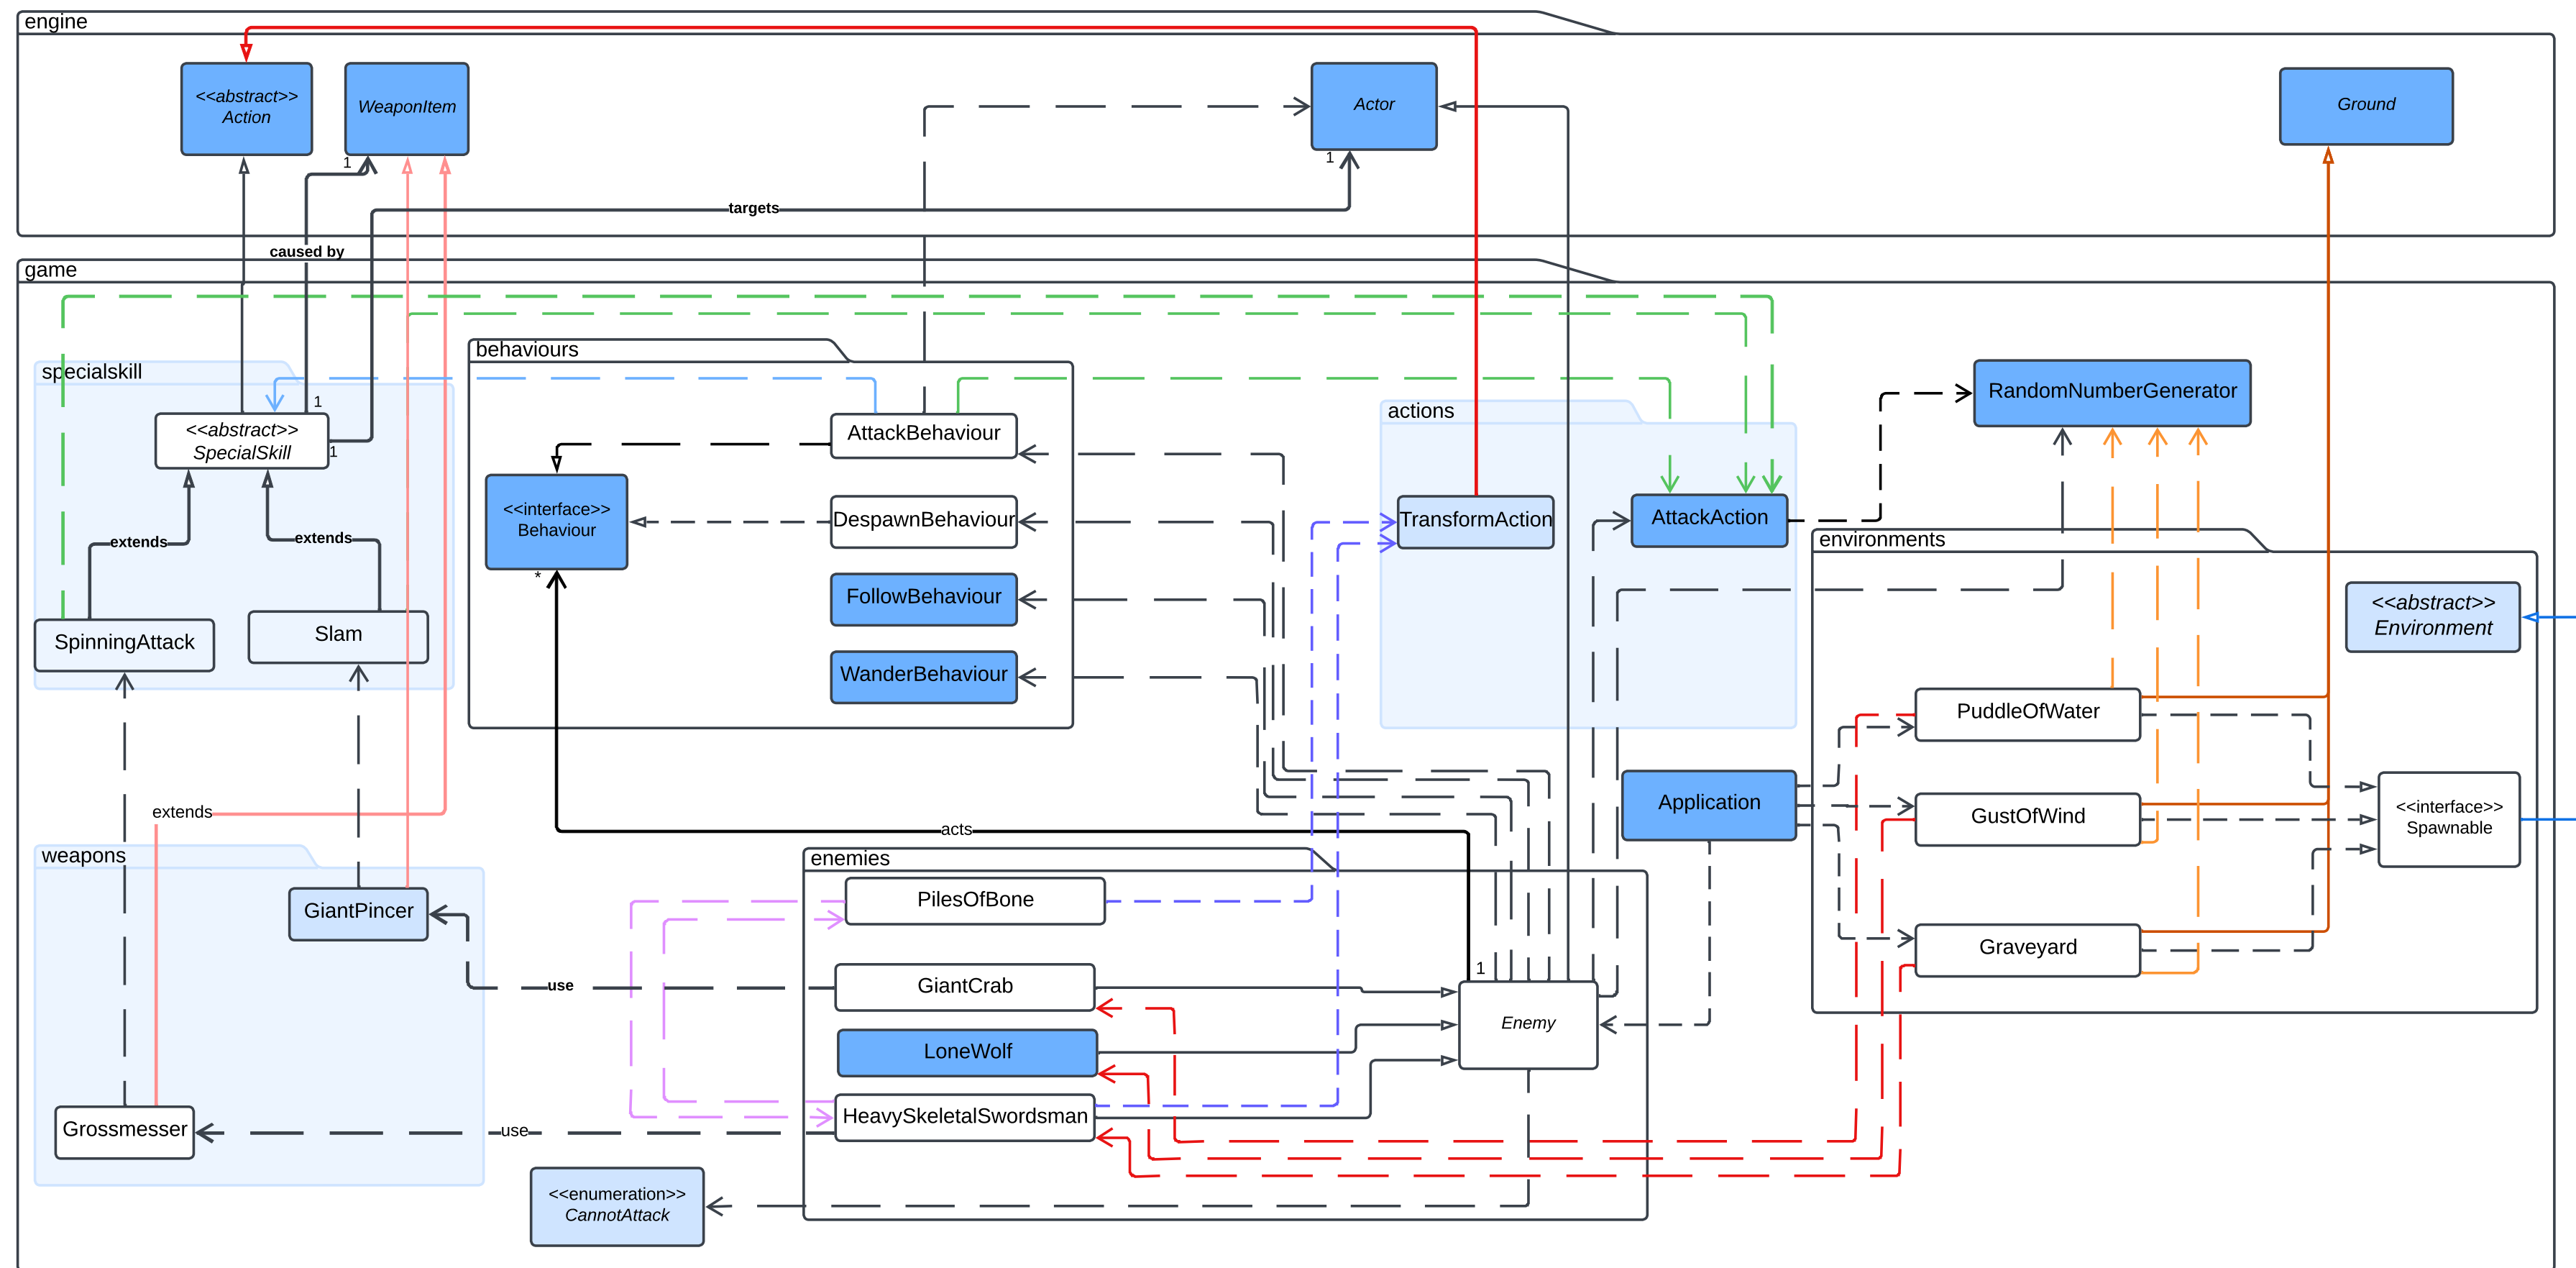 engine
<<abstract>>
Action
WeaponItem
Actor
Ground
1
1
targets
caused by
game
behaviours
specialskill
1
<<abstract>>
SpecialSkill
1
AttackBehaviour
actions
RandomNumberGenerator
<<interface>>
Behaviour
*
DespawnBehaviour
TransformAction
AttackAction
extends
extends
environments
FollowBehaviour
<<abstract>>
Environment
SpinningAttack
Slam
WanderBehaviour
PuddleOfWater
Application
GustOfWind
<<interface>>
Spawnable
extends
acts
weapons
enemies
GiantPincer
PilesOfBone
Graveyard
1
use
GiantCrab
Enemy
LoneWolf
HeavySkeletalSwordsman
Grossmesser
use
<<enumeration>>
CannotAttack